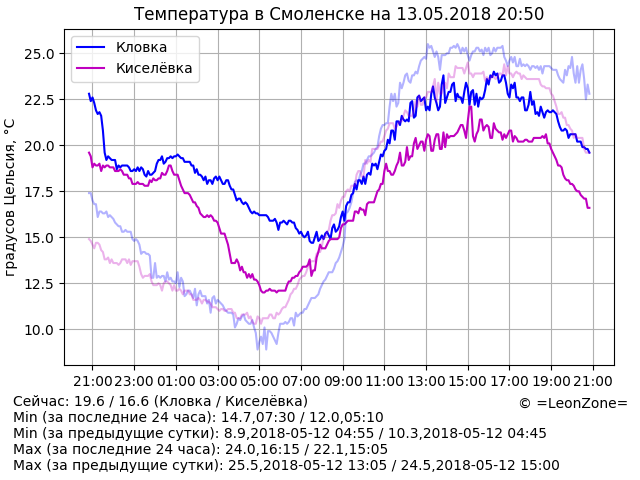 Температура в Смоленске на 13.05.2018 20:50
градусов Цельсия, °C
25.0
22.5
20.0
17.5
15.0
12.5
10.0
Кловка
Киселёвка
21:00 23:00 01:00 03:00 05:00 07:00 09:00 11:00 13:00 15:00 17:00 19:00 21:00
Сейчас: 19.6 / 16.6 (Кловка / Киселёвка)
© =LeonZone=
Min (за последние 24 часа): 14.7,07:30 / 12.0,05:10
Min (за предыдущие сутки): 8.9,2018-05-12 04:55 / 10.3,2018-05-12 04:45
Max (за последние 24 часа): 24.0,16:15 / 22.1,15:05
Max (за предыдущие сутки): 25.5,2018-05-12 13:05 / 24.5,2018-05-12 15:00